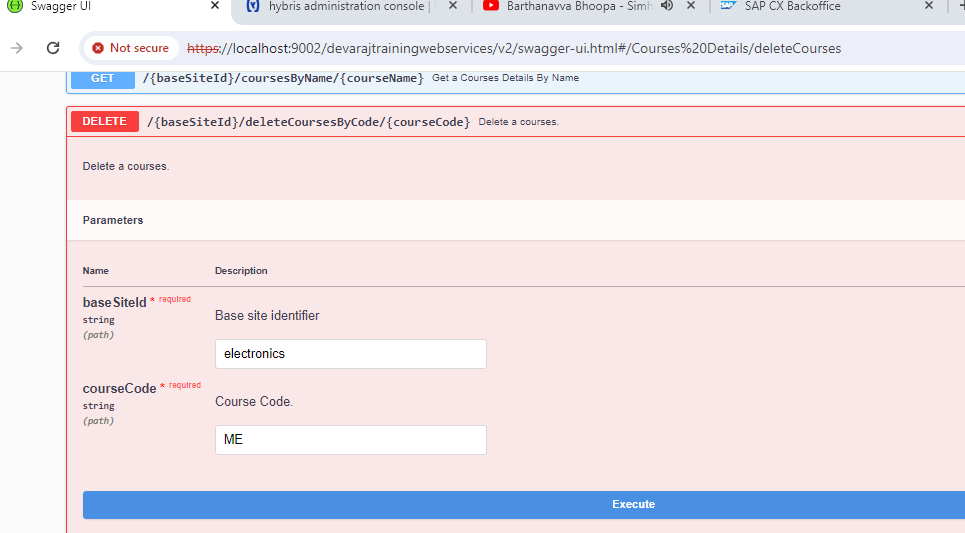 Swagger UI
hybris administration console |
Barthanavva Bhoopa - Simh
SAP CX Backoffice
Not secure
https://localhost:9002/devarajtrainingwebservices/v2/swagger-ui.html#/Courses%20Details/deleteCourses
GET /{baseSiteId}/coursesByName/{courseName} Get a Courses Details By Name
DELETE /{baseSiteId}/deleteCoursesByCode/{courseCode} Delete a courses.
Delete a courses.
Parameters
Name Description
baseSiteId * required
string
(path)
Base site identifier
electronics
courseCode * required
string
(path)
Course Code.
ME
Execute